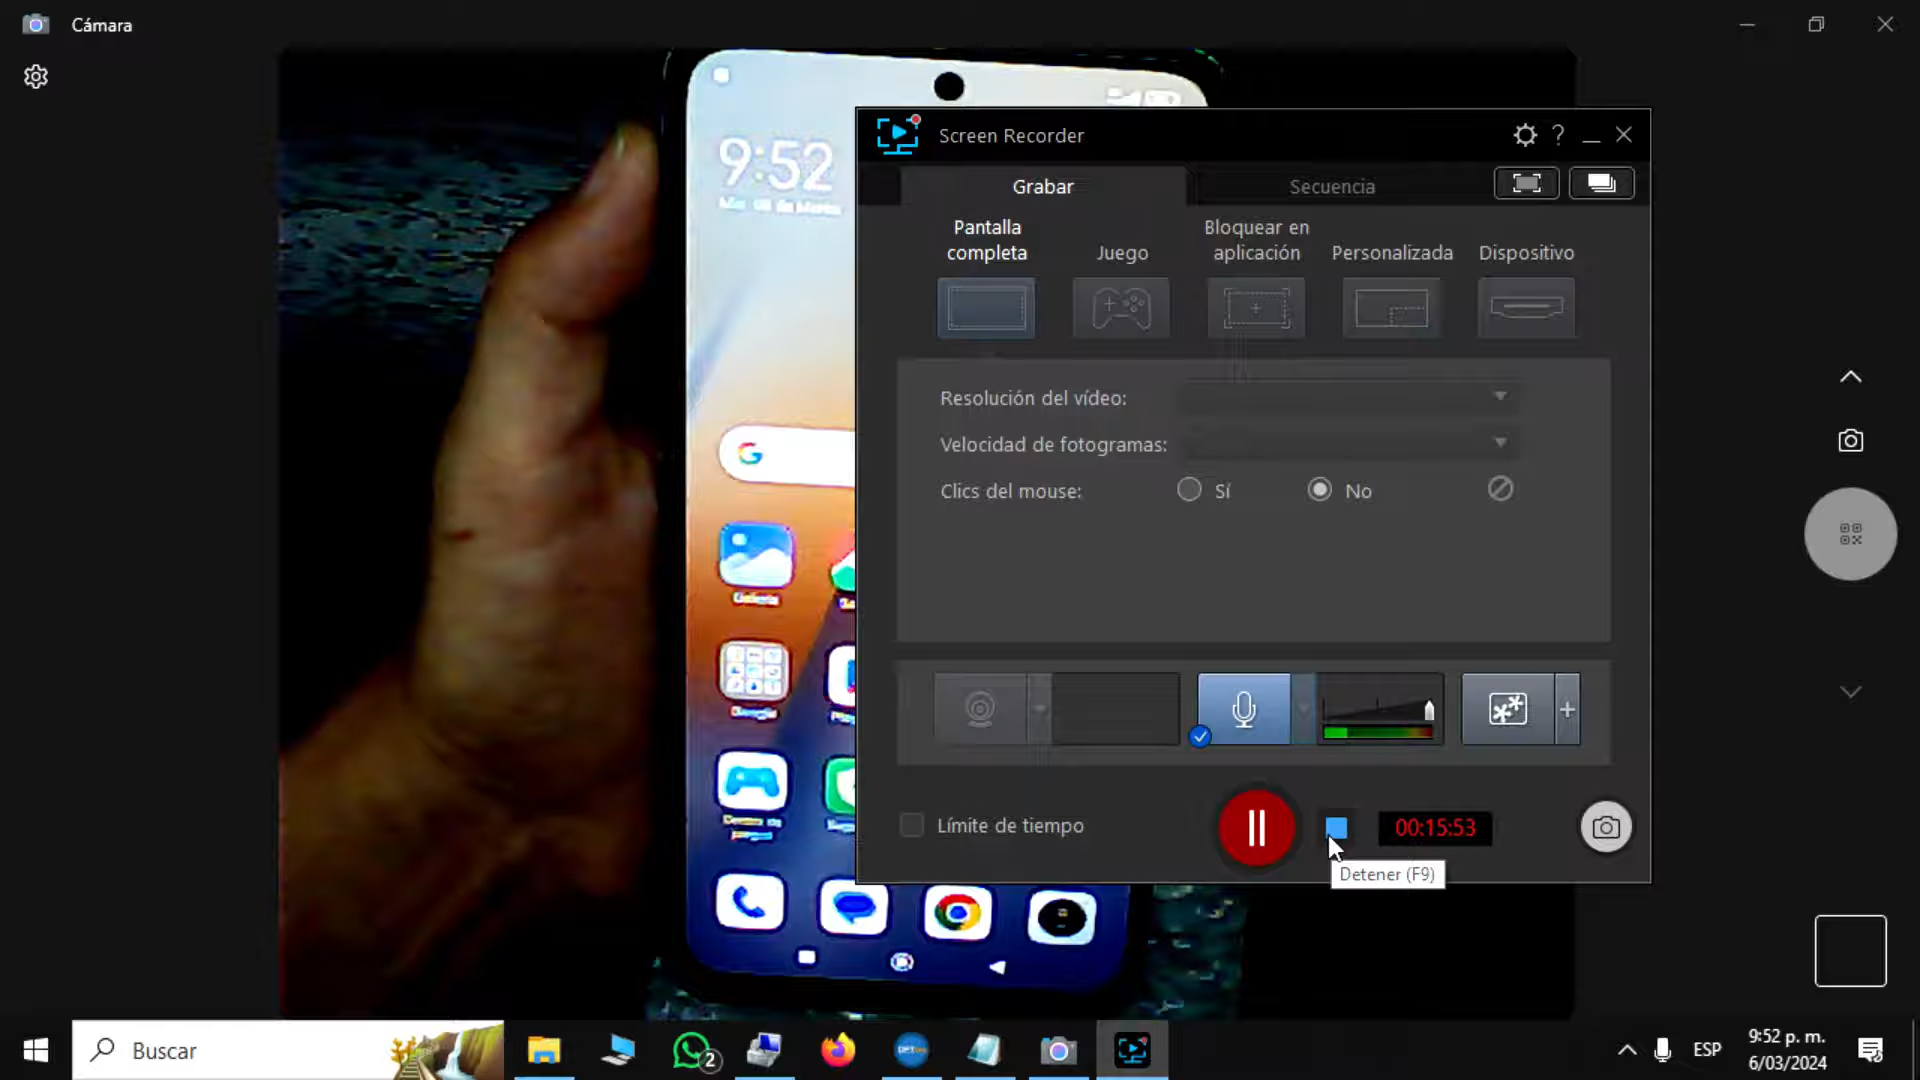 Cámara
9:52
Screen Recorder
Grabar
Secuencia
Pantalla
completa
Juego
Bloquear en
aplicación
Personalizada
Dispositivo
Resolución del vídeo:
Velocidad de fotogramas:
Clics del mouse:
Sí
No
Límite de tiempo
00:15:53
Detener (F9)
Buscar
2
ESP
9:52 p. m.
6/03/2024